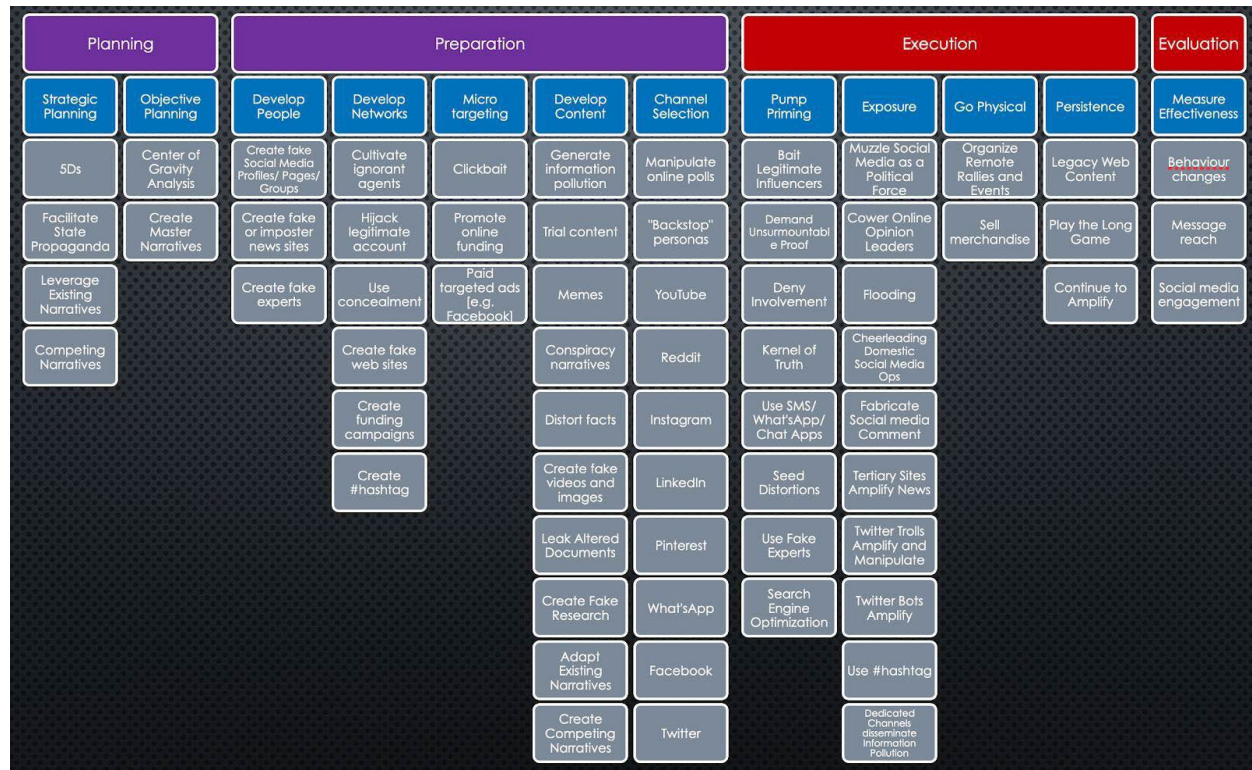 Planning
Preparation
Execution
Evaluation
Strategic
Planning
Objective
Planning
Develop
People
Develop
Networks
Micro
targeting
Develop
Content
Channel
Selection
Pump
Priming
Exposure
Go Physical
Persistence
Measure
Effectiveness
5Ds
Facilitate
State
Propaganda
Leverage
Existing
Narratives
Competing
Narratives
Center of
Gravity
Analysis
Create
Master
Narratives
Create fake
Social Media
Profiles/ Pages/
Groups
Create fake
or imposter
news sites
Create fake
experts
Cultivate
ignorant
agents
Hijack
legitimate
account
Use
concealment
Create fake
web sites
Create
funding
campaigns
Create
#hashtag
Clickbait
Promote
online
funding
Paid
targeted ads
[e.g.
Facebook]
Generate
information
pollution
Trial content
Memes
Conspiracy
narratives
Distort facts
Create fake
videos and
images
Leak Altered
Documents
Create Fake
Research
Adapt
Existing
Narratives
Create
Competing
Narratives
Manipulate
online polls
"Backstop"
personas
YouTube
Reddit
Instagram
LinkedIn
Pinterest
What'sApp
Facebook
Twitter
Bait
Legitimate
Influencers
Demand
Unsurmountabl
e Proof
Deny
Involvement
Kernel of
Truth
Use SMS/
What'sApp/
Chat Apps
Seed
Distortions
Use Fake
Experts
Search
Engine
Optimization
Muzzle Social
Media as a
Political
Force
Cower Online
Opinion
Leaders
Flooding
Cheerleading
Domestic
Social Media
Ops
Fabricate
Social media
Comment
Tertiary Sites
Amplify News
Twitter Trolls
Amplify and
Manipulate
Twitter Bots
Amplify
Use #hashtag
Dedicated
Channels
disseminate
Information
Pollution
Organize
Remote
Rallies and
Events
Sell
merchandise
Legacy Web
Content
Play the Long
Game
Continue to
Amplify
Behaviour
changes
Message
reach
Social media
engagement